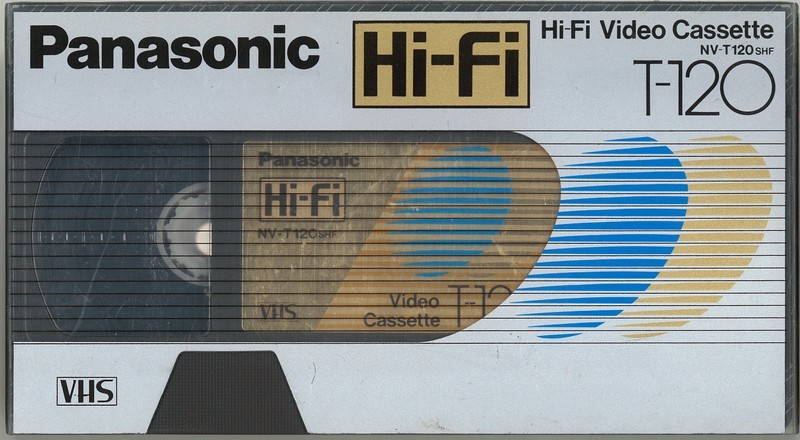 Panasonic
Hi-Fi
Hi-Fi Video Cassette
NV-T120SHF
T-120
Panasonic
Hi-Fi
NV-T120SHF
VHS
Video
Cassette
T-12
VHS